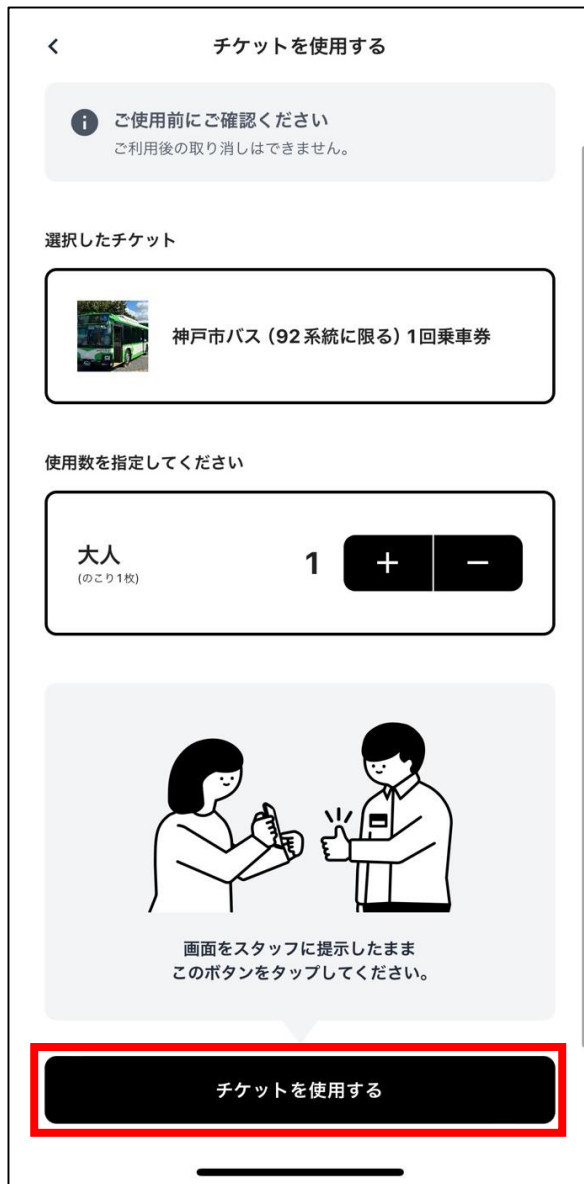 チケットを使用する
ご使用前にご確認ください
ご利用後の取り消しはできません。
選択したチケット
神戸市バス（92系統に限る）1回乗車券
使用数を指定してください
大人 1 + −
(のこり1枚)
画面をスタッフに提示したまま
このボタンをタップしてください。
チケットを使用する